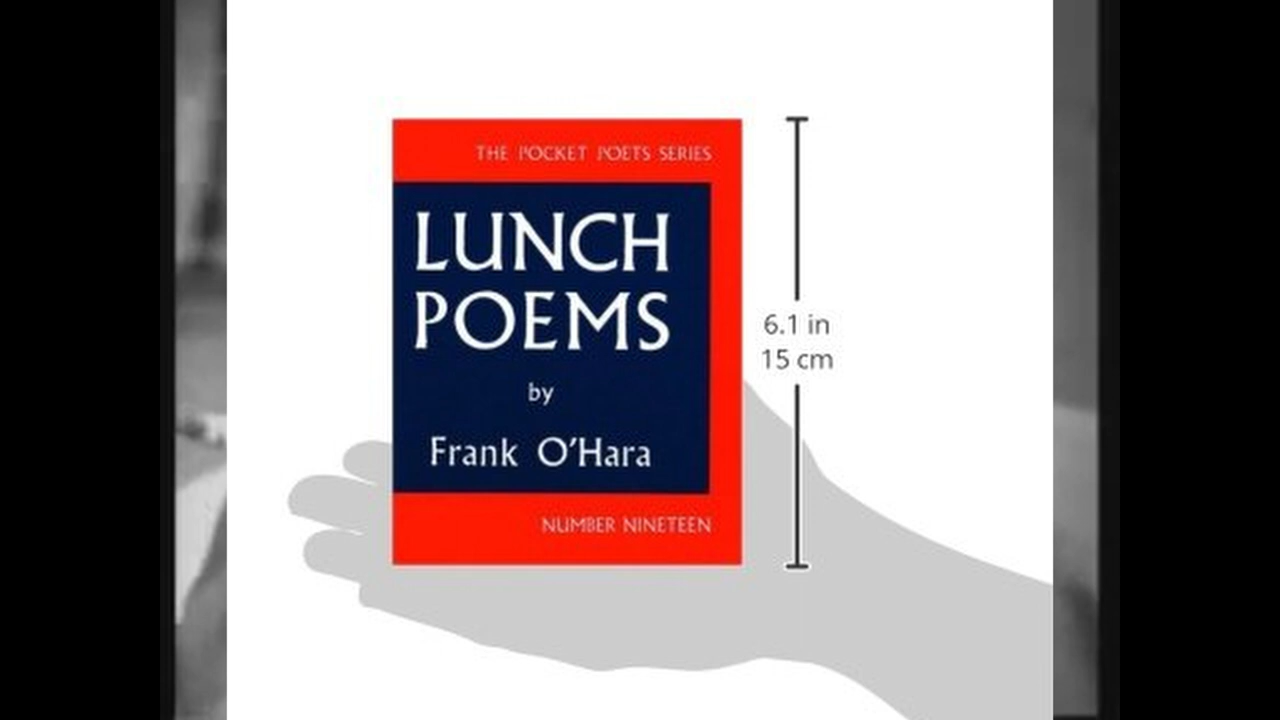 THE POCKET POETS SERIES
LUNCH
POEMS
by
Frank O'Hara
NUMBER NINETEEN
6.1 in
15 cm